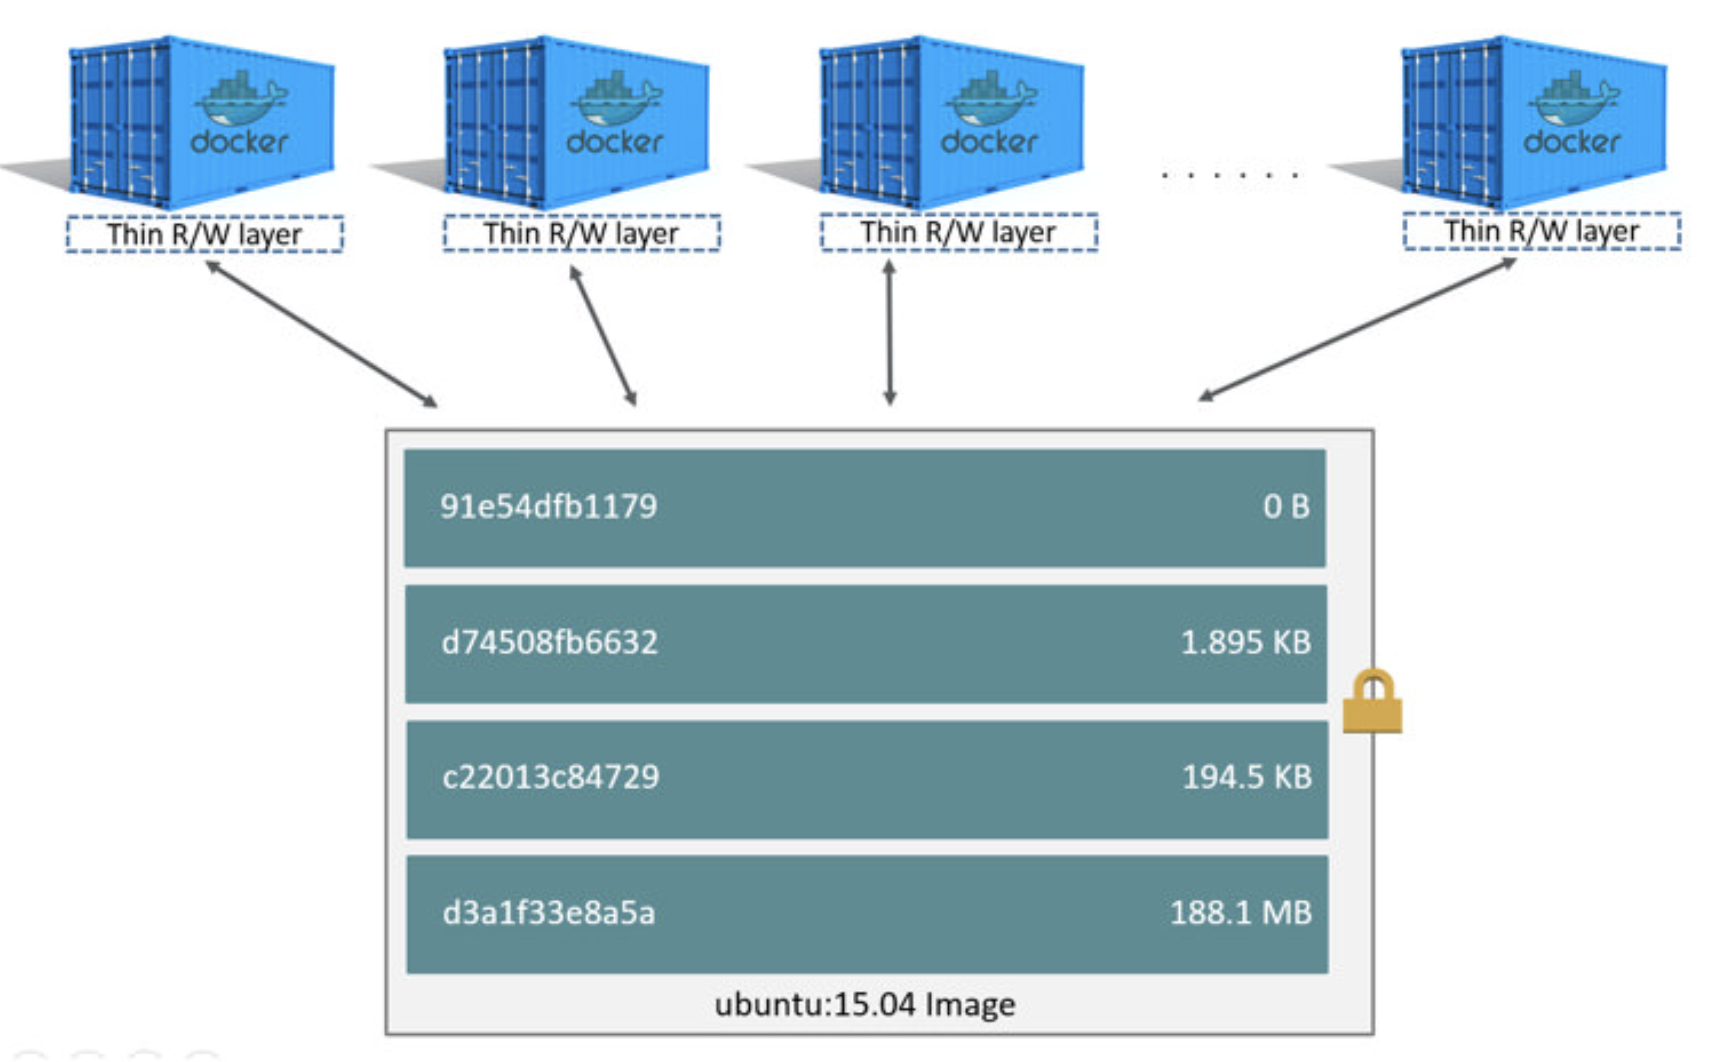 docker
docker
docker
docker
Thin R/W layer
Thin R/W layer
Thin R/W layer
......
Thin R/W layer
91e54dfb1179 0 B
d74508fb6632 1.895 KB
c22013c84729 194.5 KB
d3a1f33e8a5a 188.1 MB
ubuntu:15.04 Image